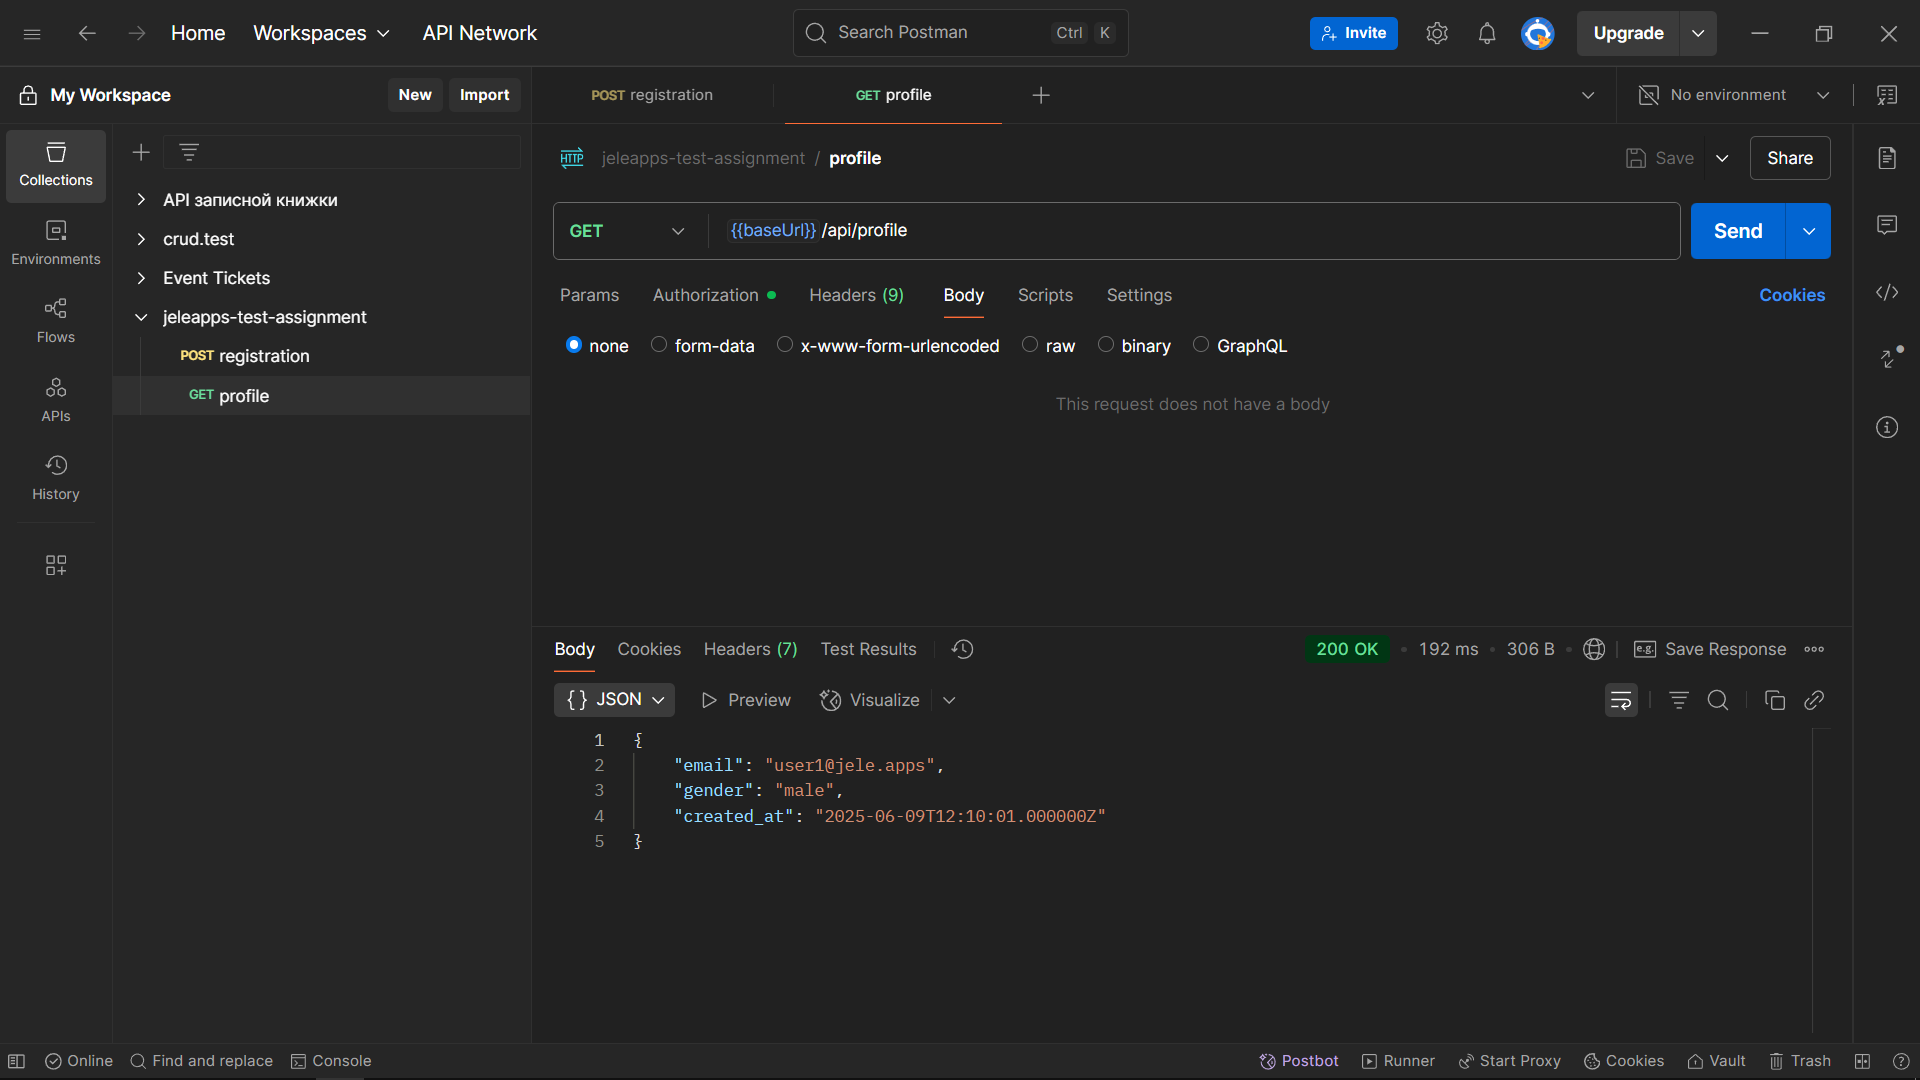 Home Workspaces API Network Search Postman Ctrl K Invite Upgrade
My Workspace New Import POST registration GET profile No environment
Collections
Environments
Flows
APIs
History
API записной книжки
crud.test
Event Tickets
jeleapps-test-assignment
POST registration
GET profile
HTTP jeleapps-test-assignment / profile Save Share
GET {{baseUrl}} /api/profile Send
Params Authorization Headers (9) Body Scripts Settings Cookies
none form-data x-www-form-urlencoded raw binary GraphQL
This request does not have a body
Body Cookies Headers (7) Test Results 200 OK • 192 ms • 306 B • e.g. Save Response
{} JSON Preview Visualize
1 {
2 "email": "user1@jele.apps",
3 "gender": "male",
4 "created_at": "2025-06-09T12:10:01.000000Z"
5 }
Online Find and replace Console Postbot Runner Start Proxy Cookies Vault Trash